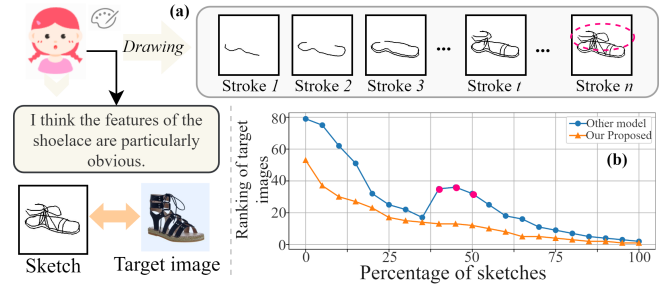 (a)
Drawing
Stroke 1
Stroke 2
Stroke 3
...
Stroke t
...
Stroke n
I think the features of the
shoelace are particularly
obvious.
Sketch
Target image
(b)
Other model
Our Proposed
Ranking of target
images
80
60
40
20
0
0
25
50
75
100
Percentage of sketches